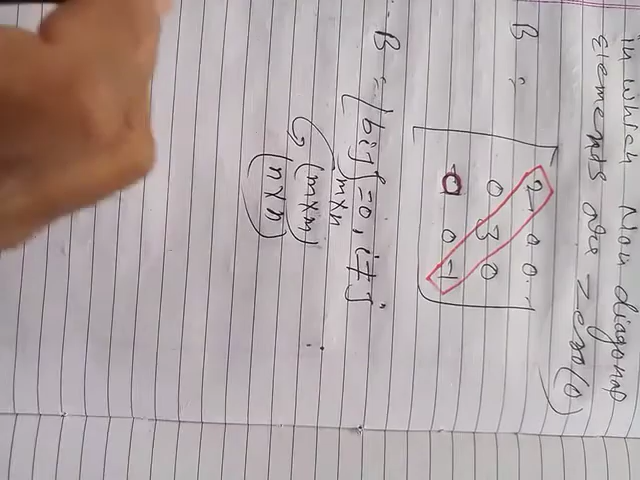 in which Non diagonal
elements are zero (0)
B =
2 0 0
0 3 0
0 0 -1
B = [bij] = 0, i≠j
m×n
(m×m)
(n×n)